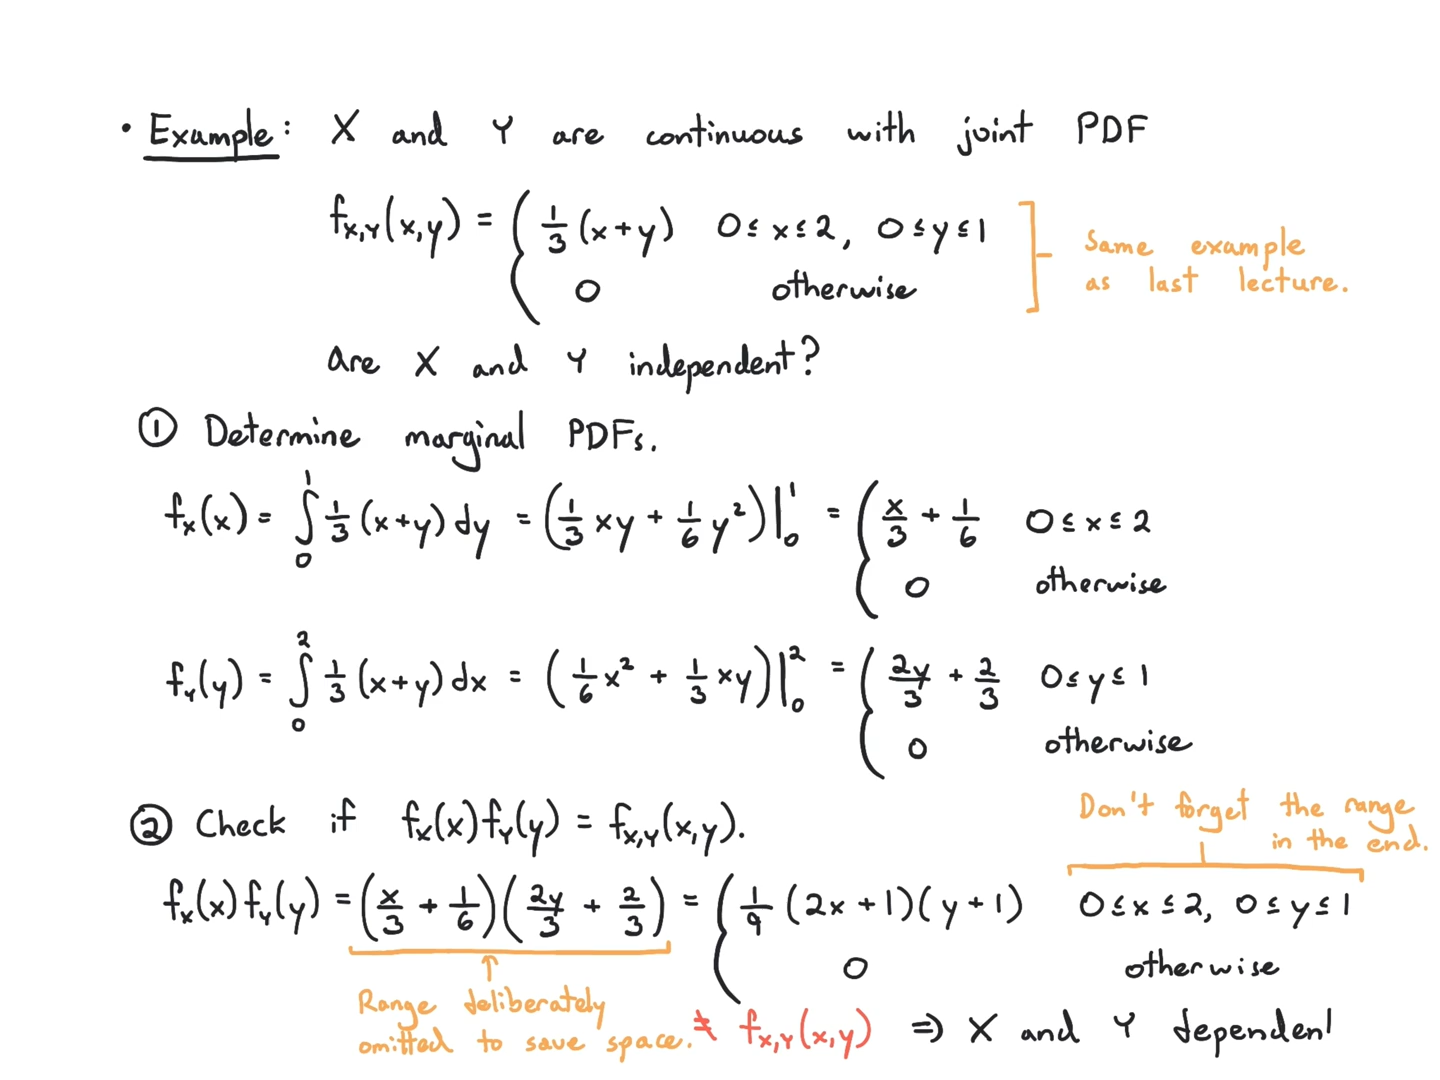 • Example: X and Y are continuous with joint PDF
f_{X,Y}(x,y) = { 1/3 (x+y) 0 ≤ x ≤ 2, 0 ≤ y ≤ 1
0 otherwise
Same example
as last lecture.
Are X and Y independent?
① Determine marginal PDFs.
f_X(x) = ∫_0^1 1/3 (x+y) dy = (1/3 xy + 1/6 y²)|_0^1 = { x/3 + 1/6 0 ≤ x ≤ 2
0 otherwise
f_Y(y) = ∫_0^2 1/3 (x+y) dx = (1/6 x² + 1/3 xy)|_0^2 = { 2y/3 + 2/3 0 ≤ y ≤ 1
0 otherwise
② Check if f_X(x) f_Y(y) = f_{X,Y}(x,y).
Don't forget the range
in the end.
f_X(x) f_Y(y) = (x/3 + 1/6)(2y/3 + 2/3) = { 1/9 (2x+1)(y+1) 0 ≤ x ≤ 2, 0 ≤ y ≤ 1
0 otherwise
Range deliberately
omitted to save space.
≠ f_{X,Y}(x,y) ⇒ X and Y dependent